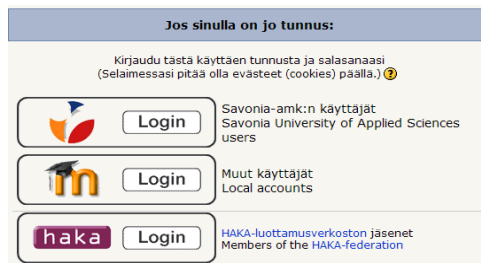 Jos sinulla on jo tunnus:
Kirjaudu tästä käyttäen tunnusta ja salasanaasi
(Selaimessasi pitää olla evästeet (cookies) päällä.) ?
Login
Savonia-amk:n käyttäjät
Savonia University of Applied Sciences
users
m
Login
Muut käyttäjät
Local accounts
haka
Login
HAKA-luottamusverkoston jäsenet
Members of the HAKA-federation